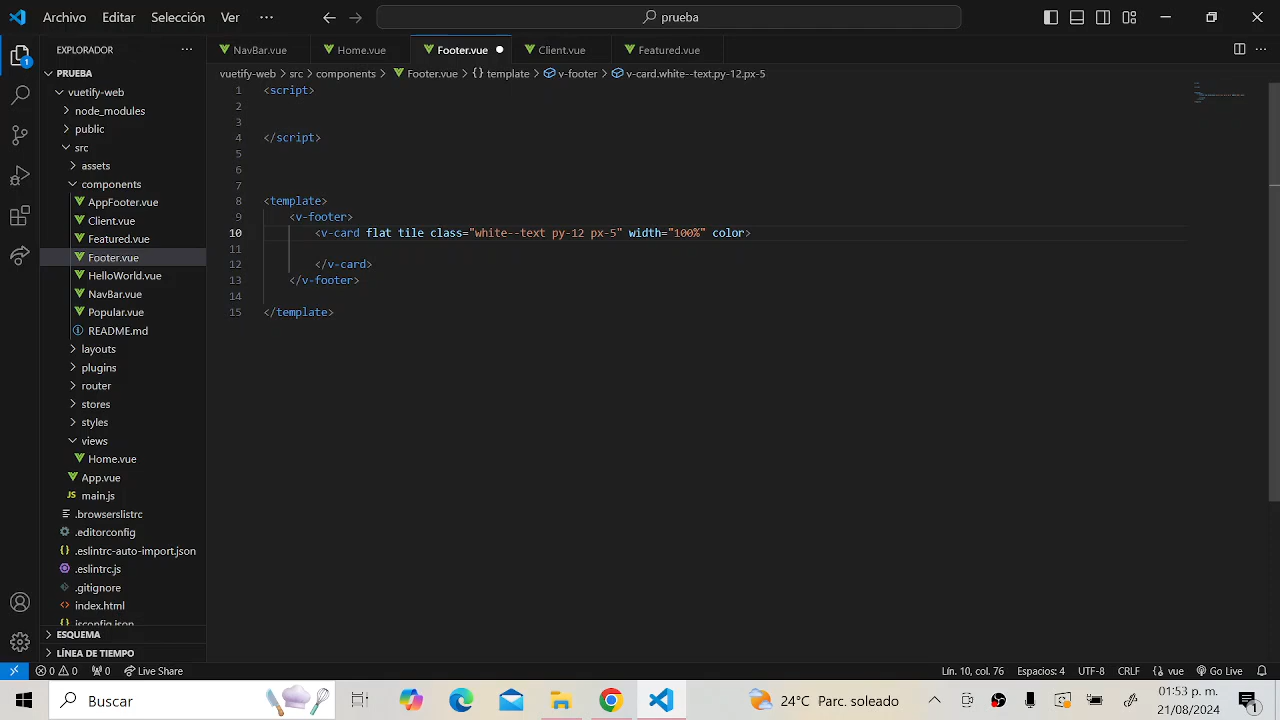 Archivo Editar Selección Ver ··· prueba
EXPLORADOR ··· NavBar.vue Home.vue Footer.vue Client.vue Featured.vue ···
PRUEBA
vuetify-web > src > components > Footer.vue > {} template > v-footer > v-card.white--text.py-12.px-5
vuetify-web
node_modules
public
src
assets
components
AppFooter.vue
Client.vue
Featured.vue
Footer.vue
HelloWorld.vue
NavBar.vue
Popular.vue
README.md
layouts
plugins
router
stores
styles
views
Home.vue
App.vue
JS main.js
.browserslistrc
.editorconfig
{} .eslintrc-auto-import.json
.eslintrc.js
.gitignore
<> index.html
jsconfig.json
ESQUEMA
LÍNEA DE TIEMPO
1 <script>
2
3
4 </script>
5
6
7
8 <template>
9 <v-footer>
10 <v-card flat tile class="white--text py-12 px-5" width="100%" color>
11
12 </v-card>
13 </v-footer>
14
15 </template>
1
0 0 0 Live Share Lín. 10, col. 76 Espacios: 4 UTF-8 CRLF {} vue Go Live
Buscar 24°C Parc. soleado 01:53 p. m.
21/08/2024 1